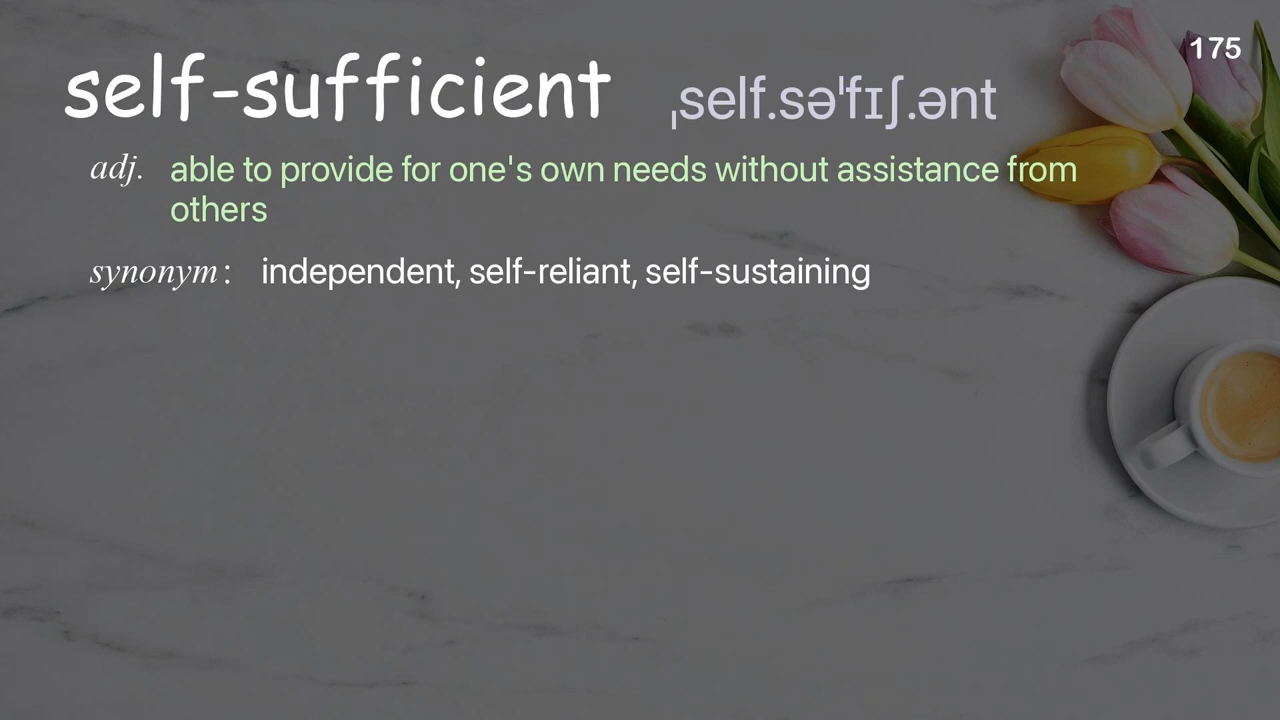 175
self-sufficient ˌself.səˈfɪʃ.ənt
adj. able to provide for one's own needs without assistance from
others
synonym: independent, self-reliant, self-sustaining